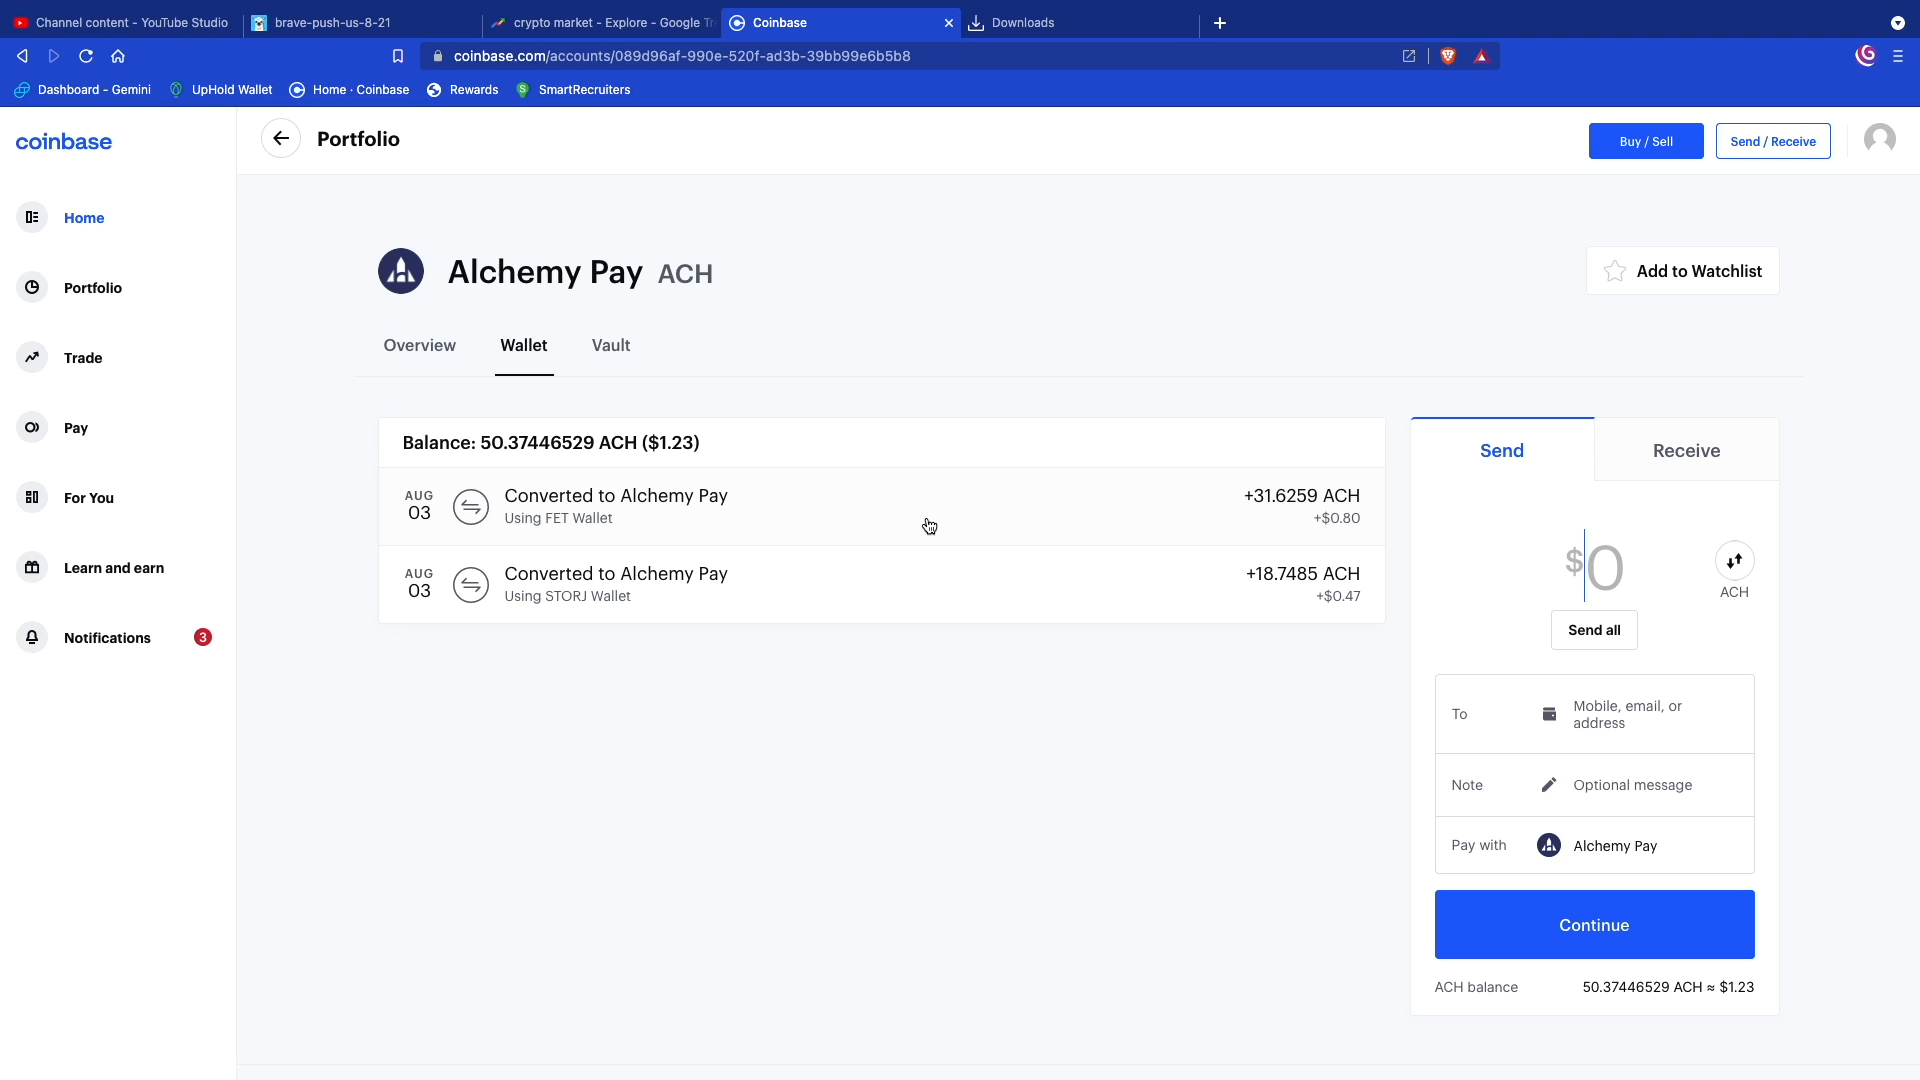 Channel content - YouTube Studio
brave-push-us-8-21
crypto market - Explore - Google Tr
Coinbase
Downloads
coinbase.com/accounts/089d96af-990e-520f-ad3b-39bb99e6b5b8
Dashboard - Gemini
UpHold Wallet
Home · Coinbase
Rewards
SmartRecruiters
coinbase
Portfolio
Buy / Sell
Send / Receive
Home
Portfolio
Trade
Pay
For You
Learn and earn
Notifications 3
Alchemy Pay ACH
Add to Watchlist
Overview
Wallet
Vault
Balance: 50.37446529 ACH ($1.23)
AUG
03
Converted to Alchemy Pay
Using FET Wallet
+31.6259 ACH
+$0.80
AUG
03
Converted to Alchemy Pay
Using STORJ Wallet
+18.7485 ACH
+$0.47
Send
Receive
$0
ACH
Send all
To
Mobile, email, or
address
Note
Optional message
Pay with
Alchemy Pay
Continue
ACH balance
50.37446529 ACH ≈ $1.23